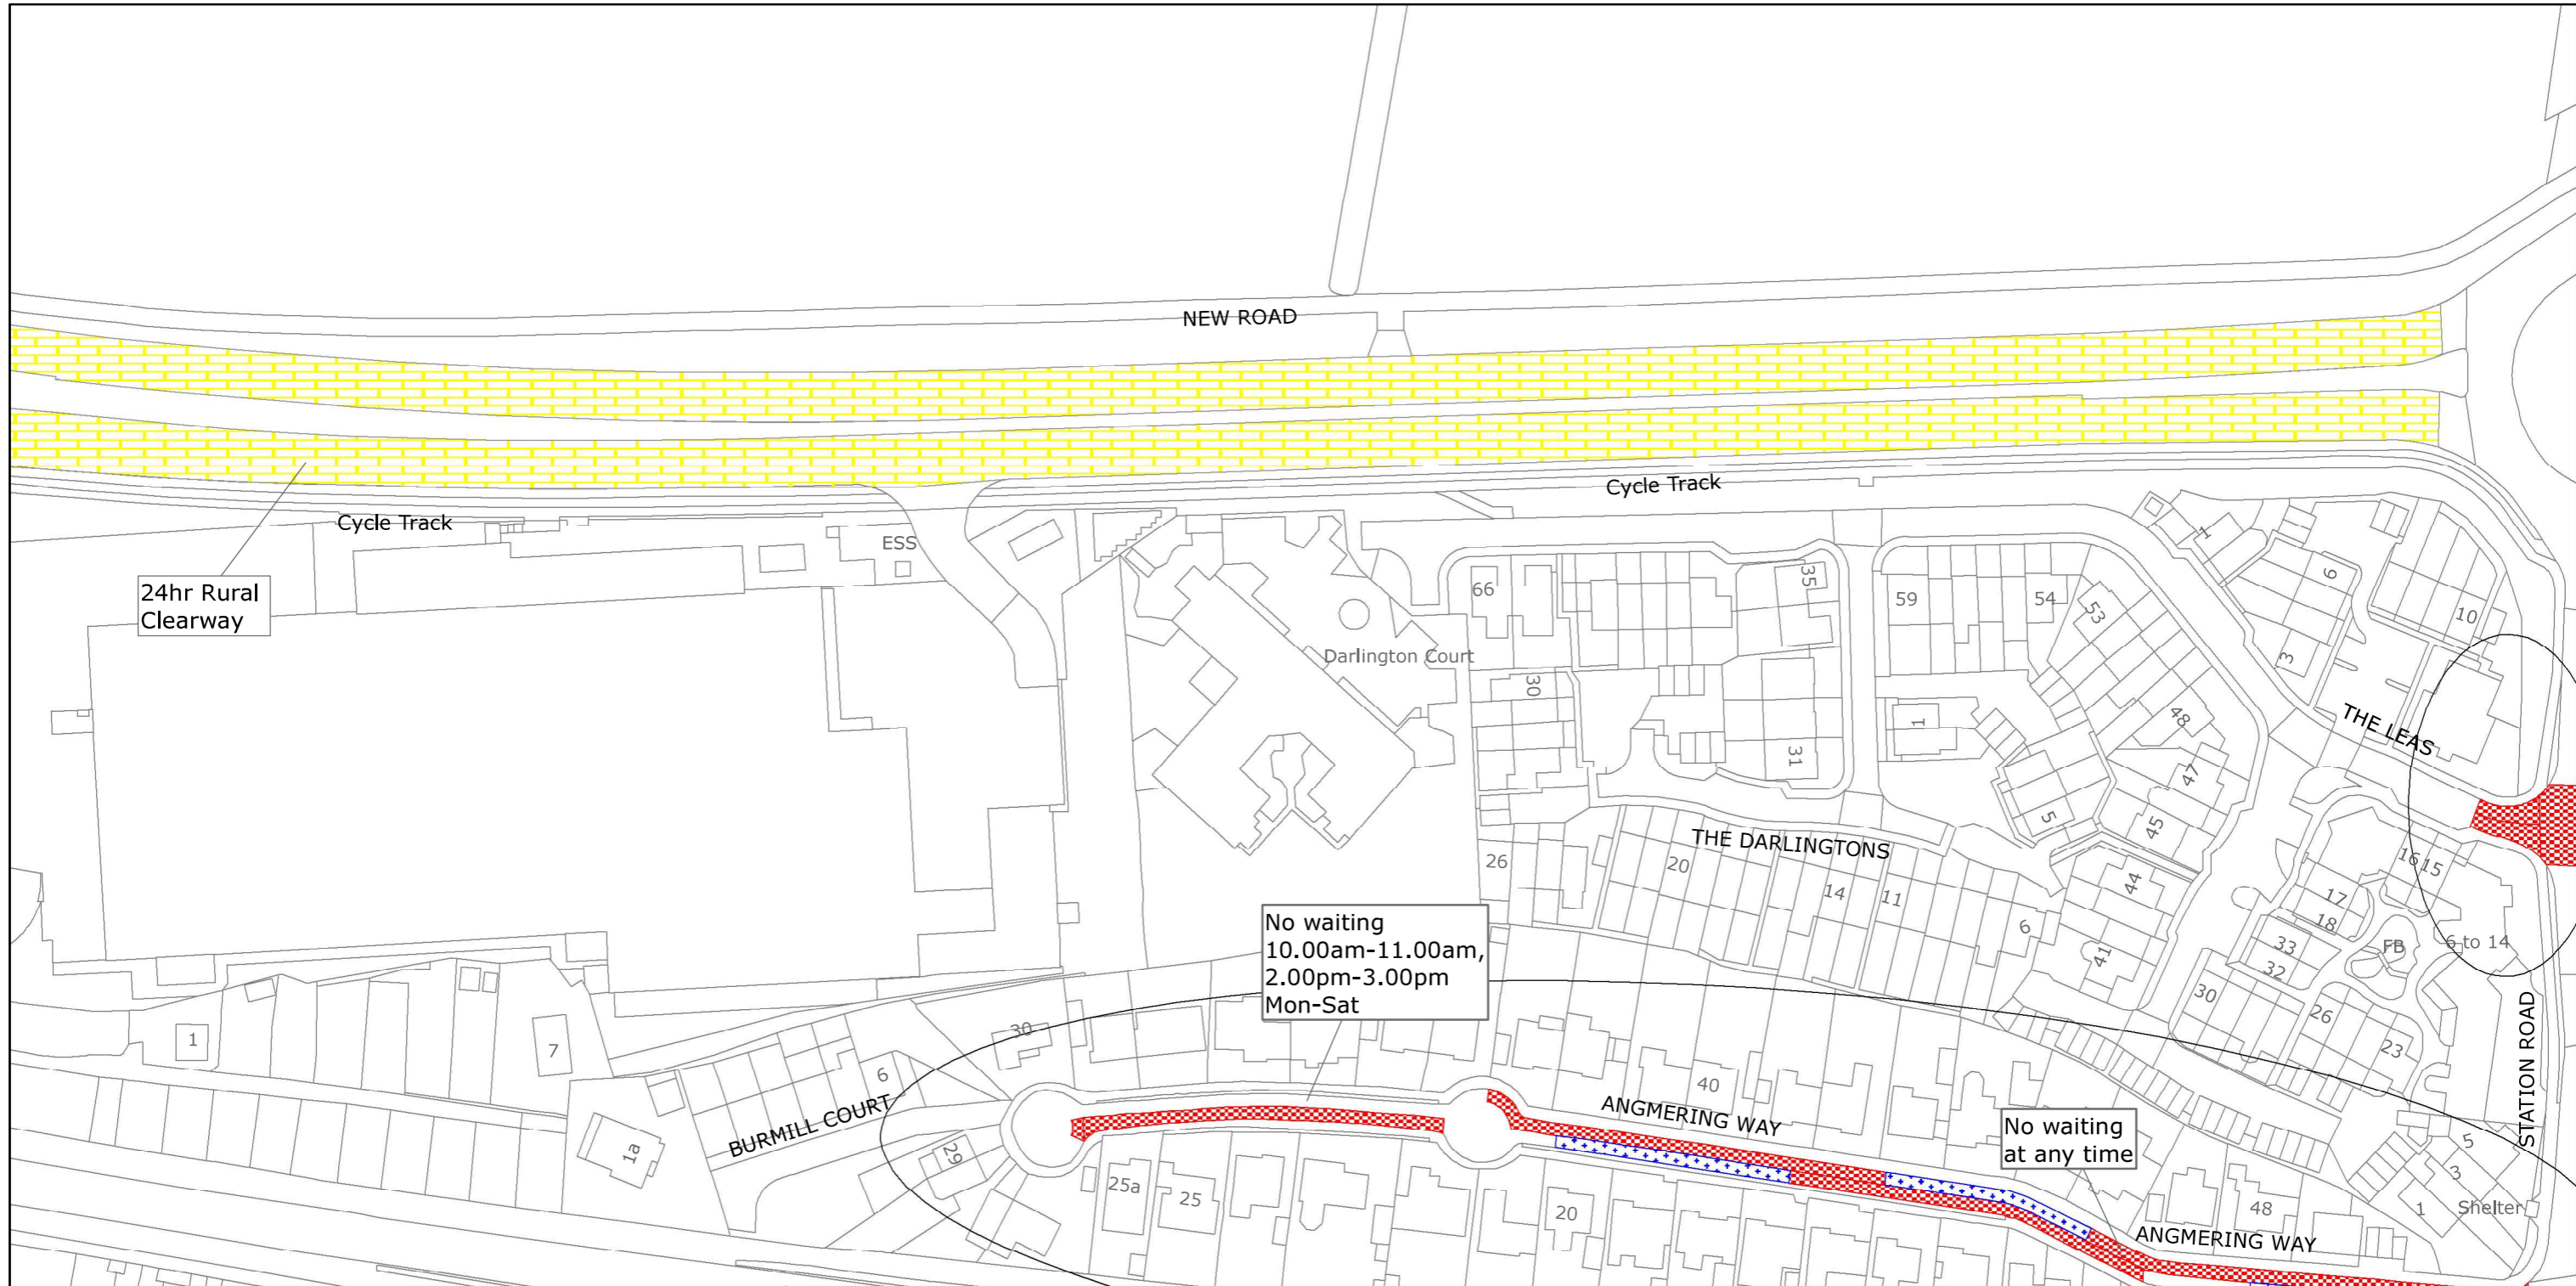 NEW ROAD
Cycle Track
Cycle Track
ESS
24hr Rural
Clearway
1
6
10
3
66
35
59
54
53
Darlington Court
30
1
48
31
47
THE LEAS
5
45
THE DARLINGTONS
26
20
14
11
44
16
15
17
18
6
41
33
32
FB
6 to 14
No waiting
10.00am-11.00am,
2.00pm-3.00pm
Mon-Sat
30
26
23
STATION ROAD
1
7
6
30
1a
BURMILL COURT
29
40
ANGMERING WAY
No waiting
at any time
5
3
1
Shelter
25a
25
20
48
ANGMERING WAY